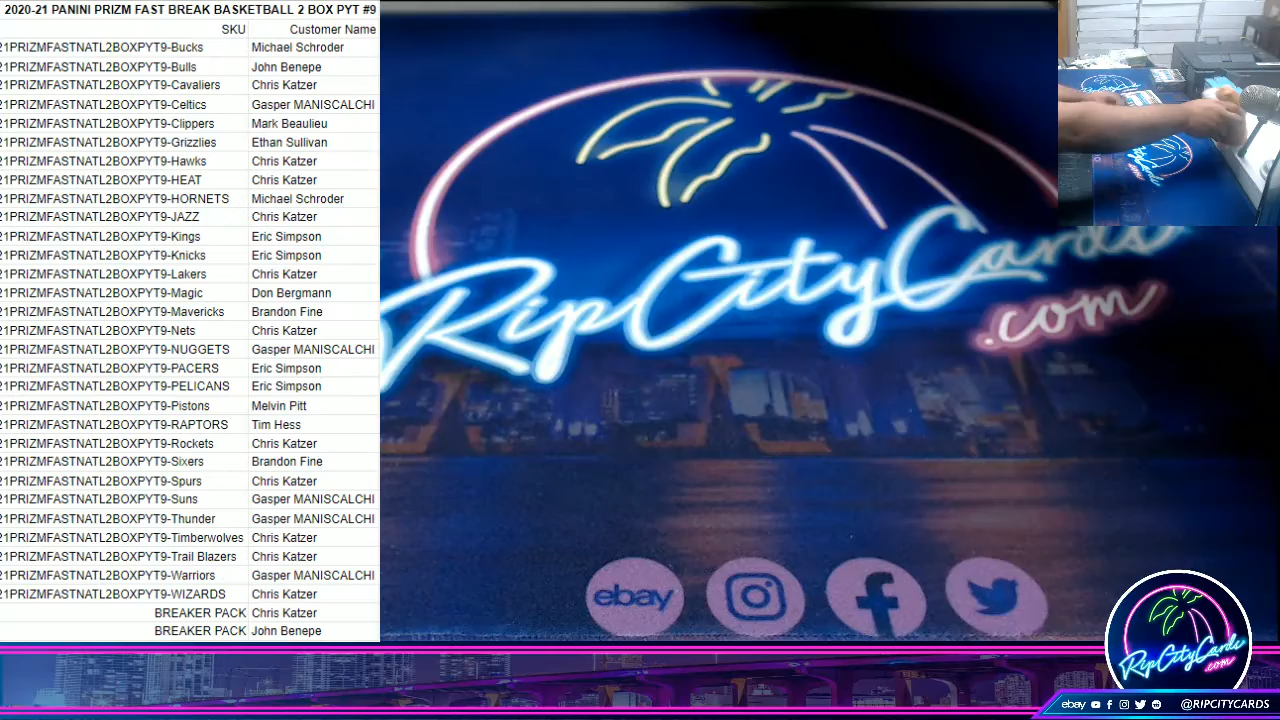 2020-21 PANINI PRIZM FAST BREAK BASKETBALL 2 BOX PYT #9
SKU Customer Name
21PRIZMFASTNATL2BOXPYT9-Bucks Michael Schroder
21PRIZMFASTNATL2BOXPYT9-Bulls John Benepe
21PRIZMFASTNATL2BOXPYT9-Cavaliers Chris Katzer
21PRIZMFASTNATL2BOXPYT9-Celtics Gasper MANISCALCHI
21PRIZMFASTNATL2BOXPYT9-Clippers Mark Beaulieu
21PRIZMFASTNATL2BOXPYT9-Grizzlies Ethan Sullivan
21PRIZMFASTNATL2BOXPYT9-Hawks Chris Katzer
21PRIZMFASTNATL2BOXPYT9-HEAT Chris Katzer
21PRIZMFASTNATL2BOXPYT9-HORNETS Michael Schroder
21PRIZMFASTNATL2BOXPYT9-JAZZ Chris Katzer
21PRIZMFASTNATL2BOXPYT9-Kings Eric Simpson
21PRIZMFASTNATL2BOXPYT9-Knicks Eric Simpson
21PRIZMFASTNATL2BOXPYT9-Lakers Chris Katzer
21PRIZMFASTNATL2BOXPYT9-Magic Don Bergmann
21PRIZMFASTNATL2BOXPYT9-Mavericks Brandon Fine
21PRIZMFASTNATL2BOXPYT9-Nets Chris Katzer
21PRIZMFASTNATL2BOXPYT9-NUGGETS Gasper MANISCALCHI
21PRIZMFASTNATL2BOXPYT9-PACERS Eric Simpson
21PRIZMFASTNATL2BOXPYT9-PELICANS Eric Simpson
21PRIZMFASTNATL2BOXPYT9-Pistons Melvin Pitt
21PRIZMFASTNATL2BOXPYT9-RAPTORS Tim Hess
21PRIZMFASTNATL2BOXPYT9-Rockets Chris Katzer
21PRIZMFASTNATL2BOXPYT9-Sixers Brandon Fine
21PRIZMFASTNATL2BOXPYT9-Spurs Chris Katzer
21PRIZMFASTNATL2BOXPYT9-Suns Gasper MANISCALCHI
21PRIZMFASTNATL2BOXPYT9-Thunder Gasper MANISCALCHI
21PRIZMFASTNATL2BOXPYT9-Timberwolves Chris Katzer
21PRIZMFASTNATL2BOXPYT9-Trail Blazers Chris Katzer
21PRIZMFASTNATL2BOXPYT9-Warriors Gasper MANISCALCHI
21PRIZMFASTNATL2BOXPYT9-WIZARDS Chris Katzer
BREAKER PACK Chris Katzer
BREAKER PACK John Benepe
RipCityCards
.com
ebay
RipCityCards
.com
ebay @RIPCITYCARDS